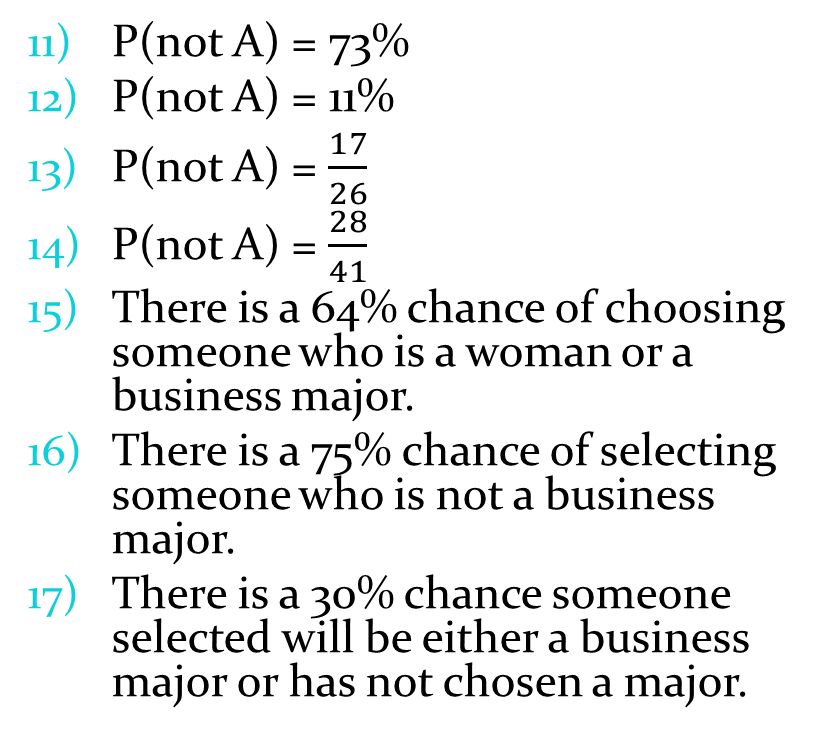 11) P(not A) = 73%
12) P(not A) = 11%
13) P(not A) = 17/26
14) P(not A) = 28/41
15) There is a 64% chance of choosing
someone who is a woman or a
business major.
16) There is a 75% chance of selecting
someone who is not a business
major.
17) There is a 30% chance someone
selected will be either a business
major or has not chosen a major.